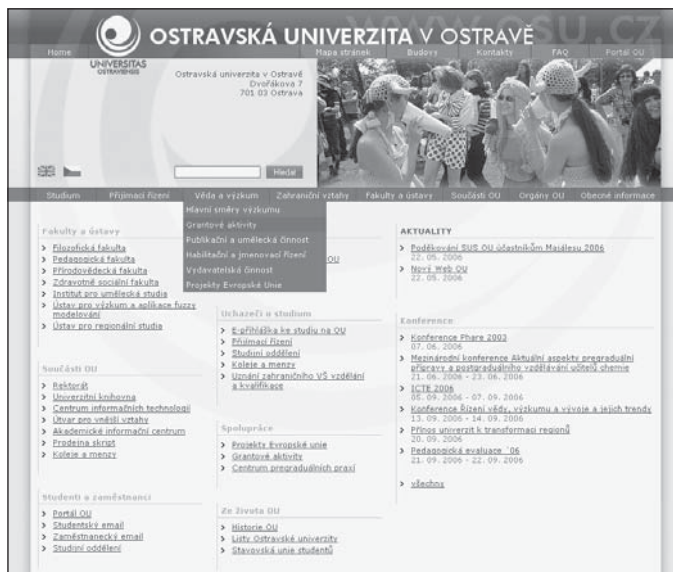 www.osu.cz
OSTRAVSKÁ UNIVERZITA V OSTRAVĚ
Home
Mapa stránek
Budovy
Kontakty
FAQ
Portál OU
UNIVERSITAS
OSTRAVIENSIS
Ostravská univerzita v Ostravě
Dvořákova 7
701 03 Ostrava
Hledat
Studium
Přijímací řízení
Věda a výzkum
Zahraniční vztahy
Fakulty a ústavy
Součásti OU
Orgány OU
Obecné informace
Hlavní směry výzkumu
Grantové aktivity
Publikační a umělecká činnost
Habilitační a jmenovací řízení
Vydavatelská činnost
Projekty Evropské Unie
Fakulty a ústavy
Filozofická fakulta
Pedagogická fakulta
Přírodovědecká fakulta
Zdravotně sociální fakulta
Institut pro umělecká studia
Ústav pro výzkum a aplikace fuzzy
modelování
Ústav pro regionální studia
Součásti OU
Rektorát
Univerzitní knihovna
Centrum informačních technologií
Útvar pro vnější vztahy
Akademické informační centrum
Prodejna skript
Koleje a menzy
Studenti a zaměstnanci
Portál OU
Studentský email
Zaměstnanecký email
Studijní oddělení
OU
Uchazeči o studium
E-přihláška ke studiu na OU
Přijímací řízení
Studijní oddělení
Koleje a menzy
Uznání zahraničního VŠ vzdělání
a kvalifikace
Spolupráce
Projekty Evropské unie
Grantové aktivity
Centrum pregraduálních praxí
Ze života OU
Historie OU
Listy Ostravské univerzity
Stavovská unie studentů
AKTUALITY
Poděkování SUS OU účastníkům Majálesu 2006
22. 05. 2006
Nový Web OU
22. 05. 2006
Konference
Konference Phare 2003
07. 06. 2006
Mezinárodní konference Aktuální aspekty pregraduální
přípravy a postgraduálního vzdělávání učitelů chemie
21. 06. 2006 - 23. 06. 2006
ICTE 2006
05. 09. 2006 - 07. 09. 2006
Konference Řízení vědy, výzkumu a vývoje a jejich trendy
13. 09. 2006 - 14. 09. 2006
Přínos univerzit k transformaci regionů
20. 09. 2006
Pedagogická evaluace ´06
21. 09. 2006 - 22. 09. 2006
všechny